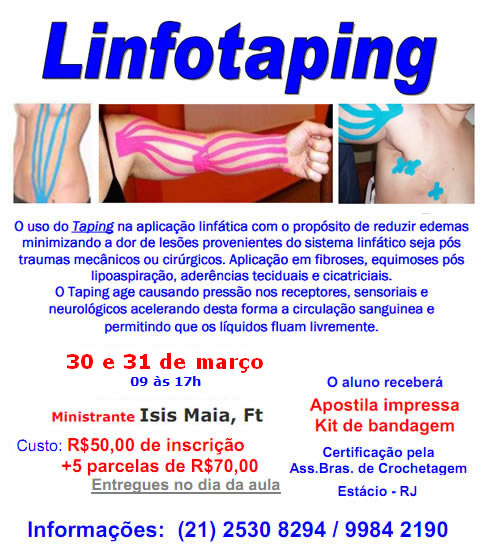 Linfotaping
O uso do Taping na aplicação linfática com o propósito de reduzir edemas
minimizando a dor de lesões provenientes do sistema linfático seja pós
traumas mecânicos ou cirúrgicos. Aplicação em fibroses, equimoses pós
lipoaspiração, aderências teciduais e cicatriciais.
O Taping age causando pressão nos receptores, sensoriais e
neurológicos acelerando desta forma a circulação sanguinea e
permitindo que os líquidos fluam livremente.
30 e 31 de março
09 às 17h
Ministrante Isis Maia, Ft
Custo: R$50,00 de inscrição
+5 parcelas de R$70,00
Entregues no dia da aula
O aluno receberá
Apostila impressa
Kit de bandagem
Certificação pela
Ass.Bras. de Crochetagem
Estácio - RJ
Informações: (21) 2530 8294 / 9984 2190